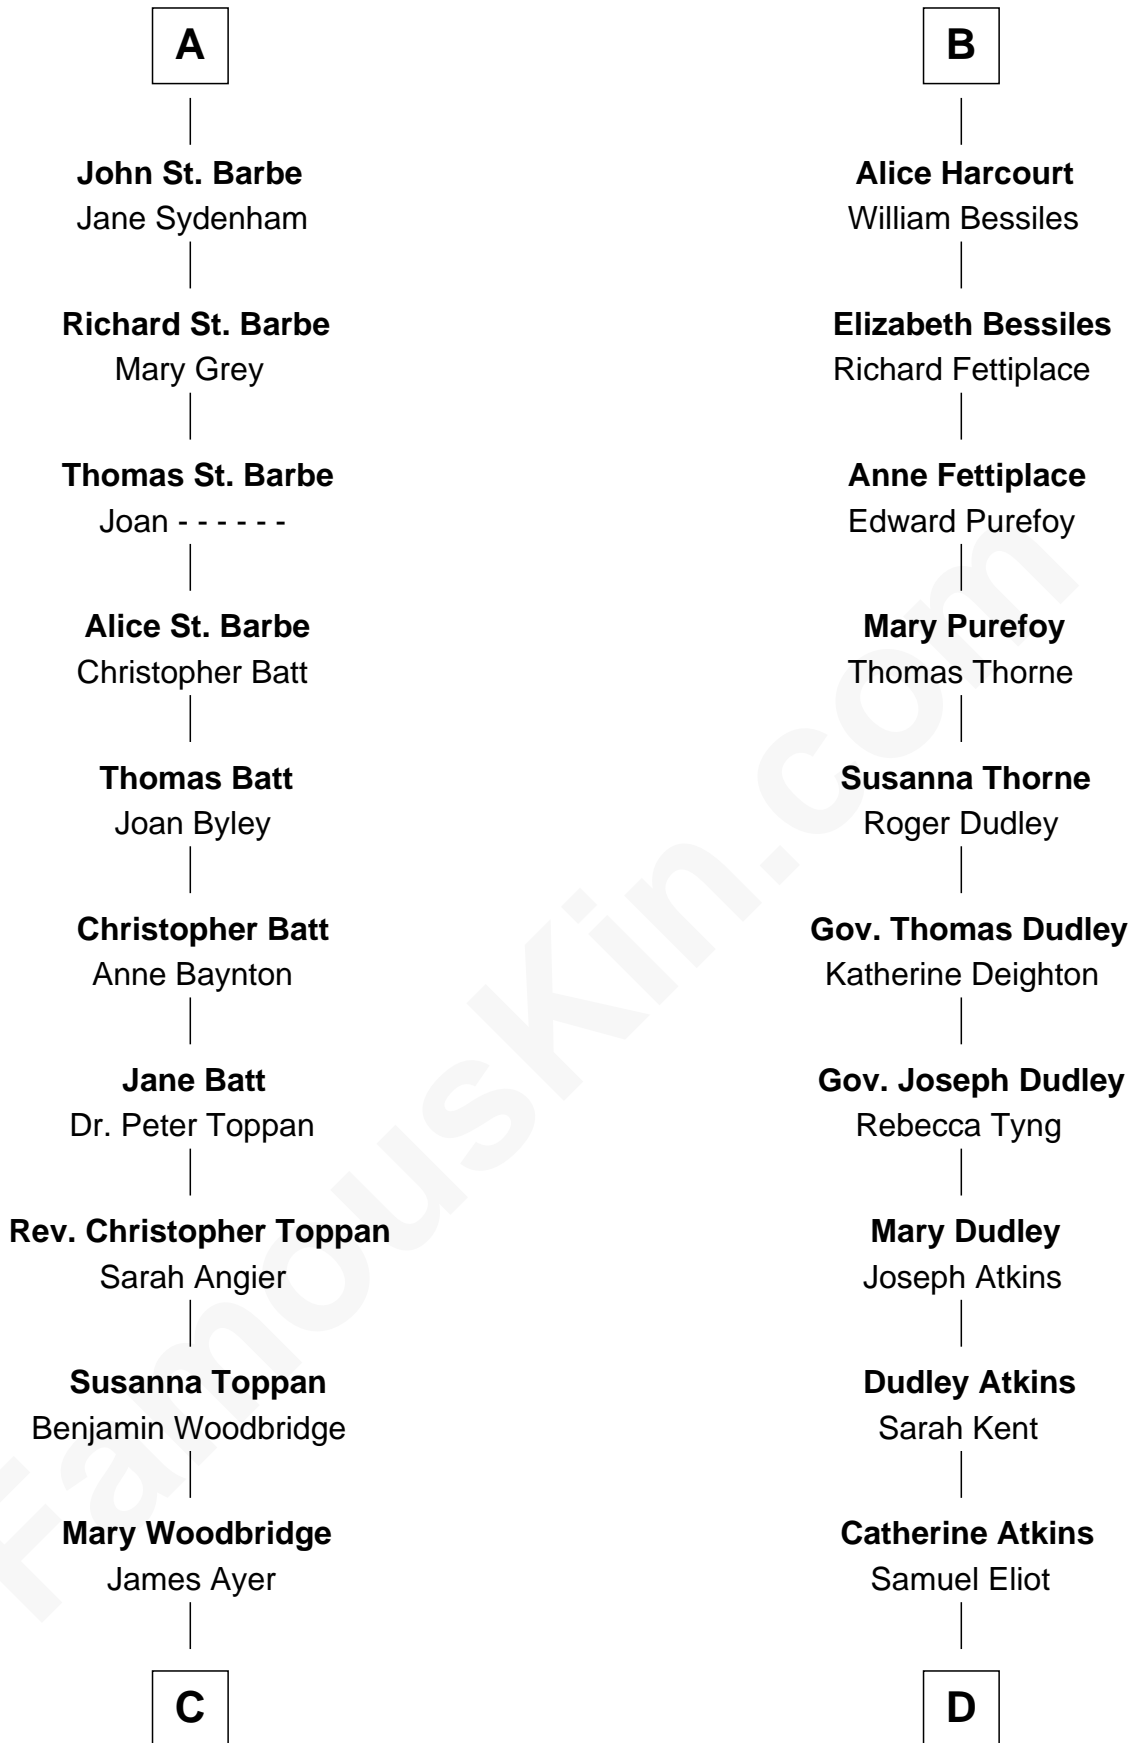 A
John St. Barbe
Jane Sydenham
Richard St. Barbe
Mary Grey
Thomas St. Barbe
Joan - - - - - -
Alice St. Barbe
Christopher Batt
Thomas Batt
Joan Byley
Christopher Batt
Anne Baynton
Jane Batt
Dr. Peter Toppan
Rev. Christopher Toppan
Sarah Angier
Susanna Toppan
Benjamin Woodbridge
Mary Woodbridge
James Ayer
C
B
Alice Harcourt
William Bessiles
Elizabeth Bessiles
Richard Fettiplace
Anne Fettiplace
Edward Purefoy
Mary Purefoy
Thomas Thorne
Susanna Thorne
Roger Dudley
Gov. Thomas Dudley
Katherine Deighton
Gov. Joseph Dudley
Rebecca Tyng
Mary Dudley
Joseph Atkins
Dudley Atkins
Sarah Kent
Catherine Atkins
Samuel Eliot
D
FamousKin.com